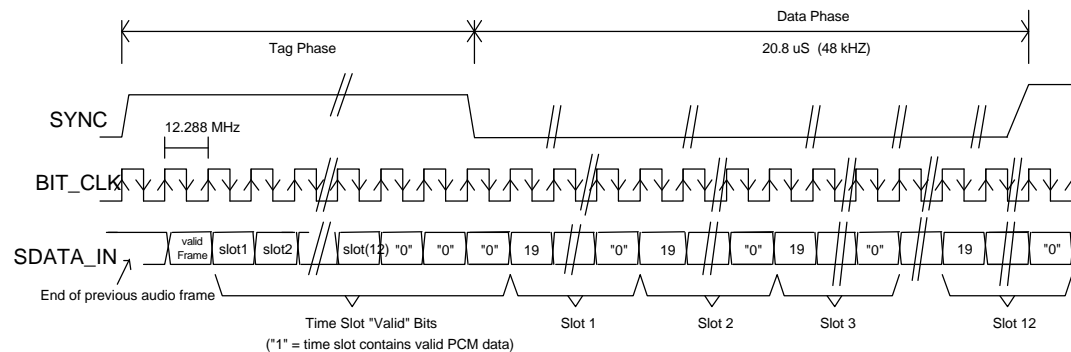 Data Phase
Tag Phase
20.8 uS (48 kHZ)
SYNC
12.288 MHz
BIT_CLK
SDATA_IN
valid
Frame
slot1
slot2
slot(12)
"0"
"0"
"0"
19
"0"
19
"0"
19
"0"
19
"0"
End of previous audio frame
Time Slot "Valid" Bits
("1" = time slot contains valid PCM data)
Slot 1
Slot 2
Slot 3
Slot 12